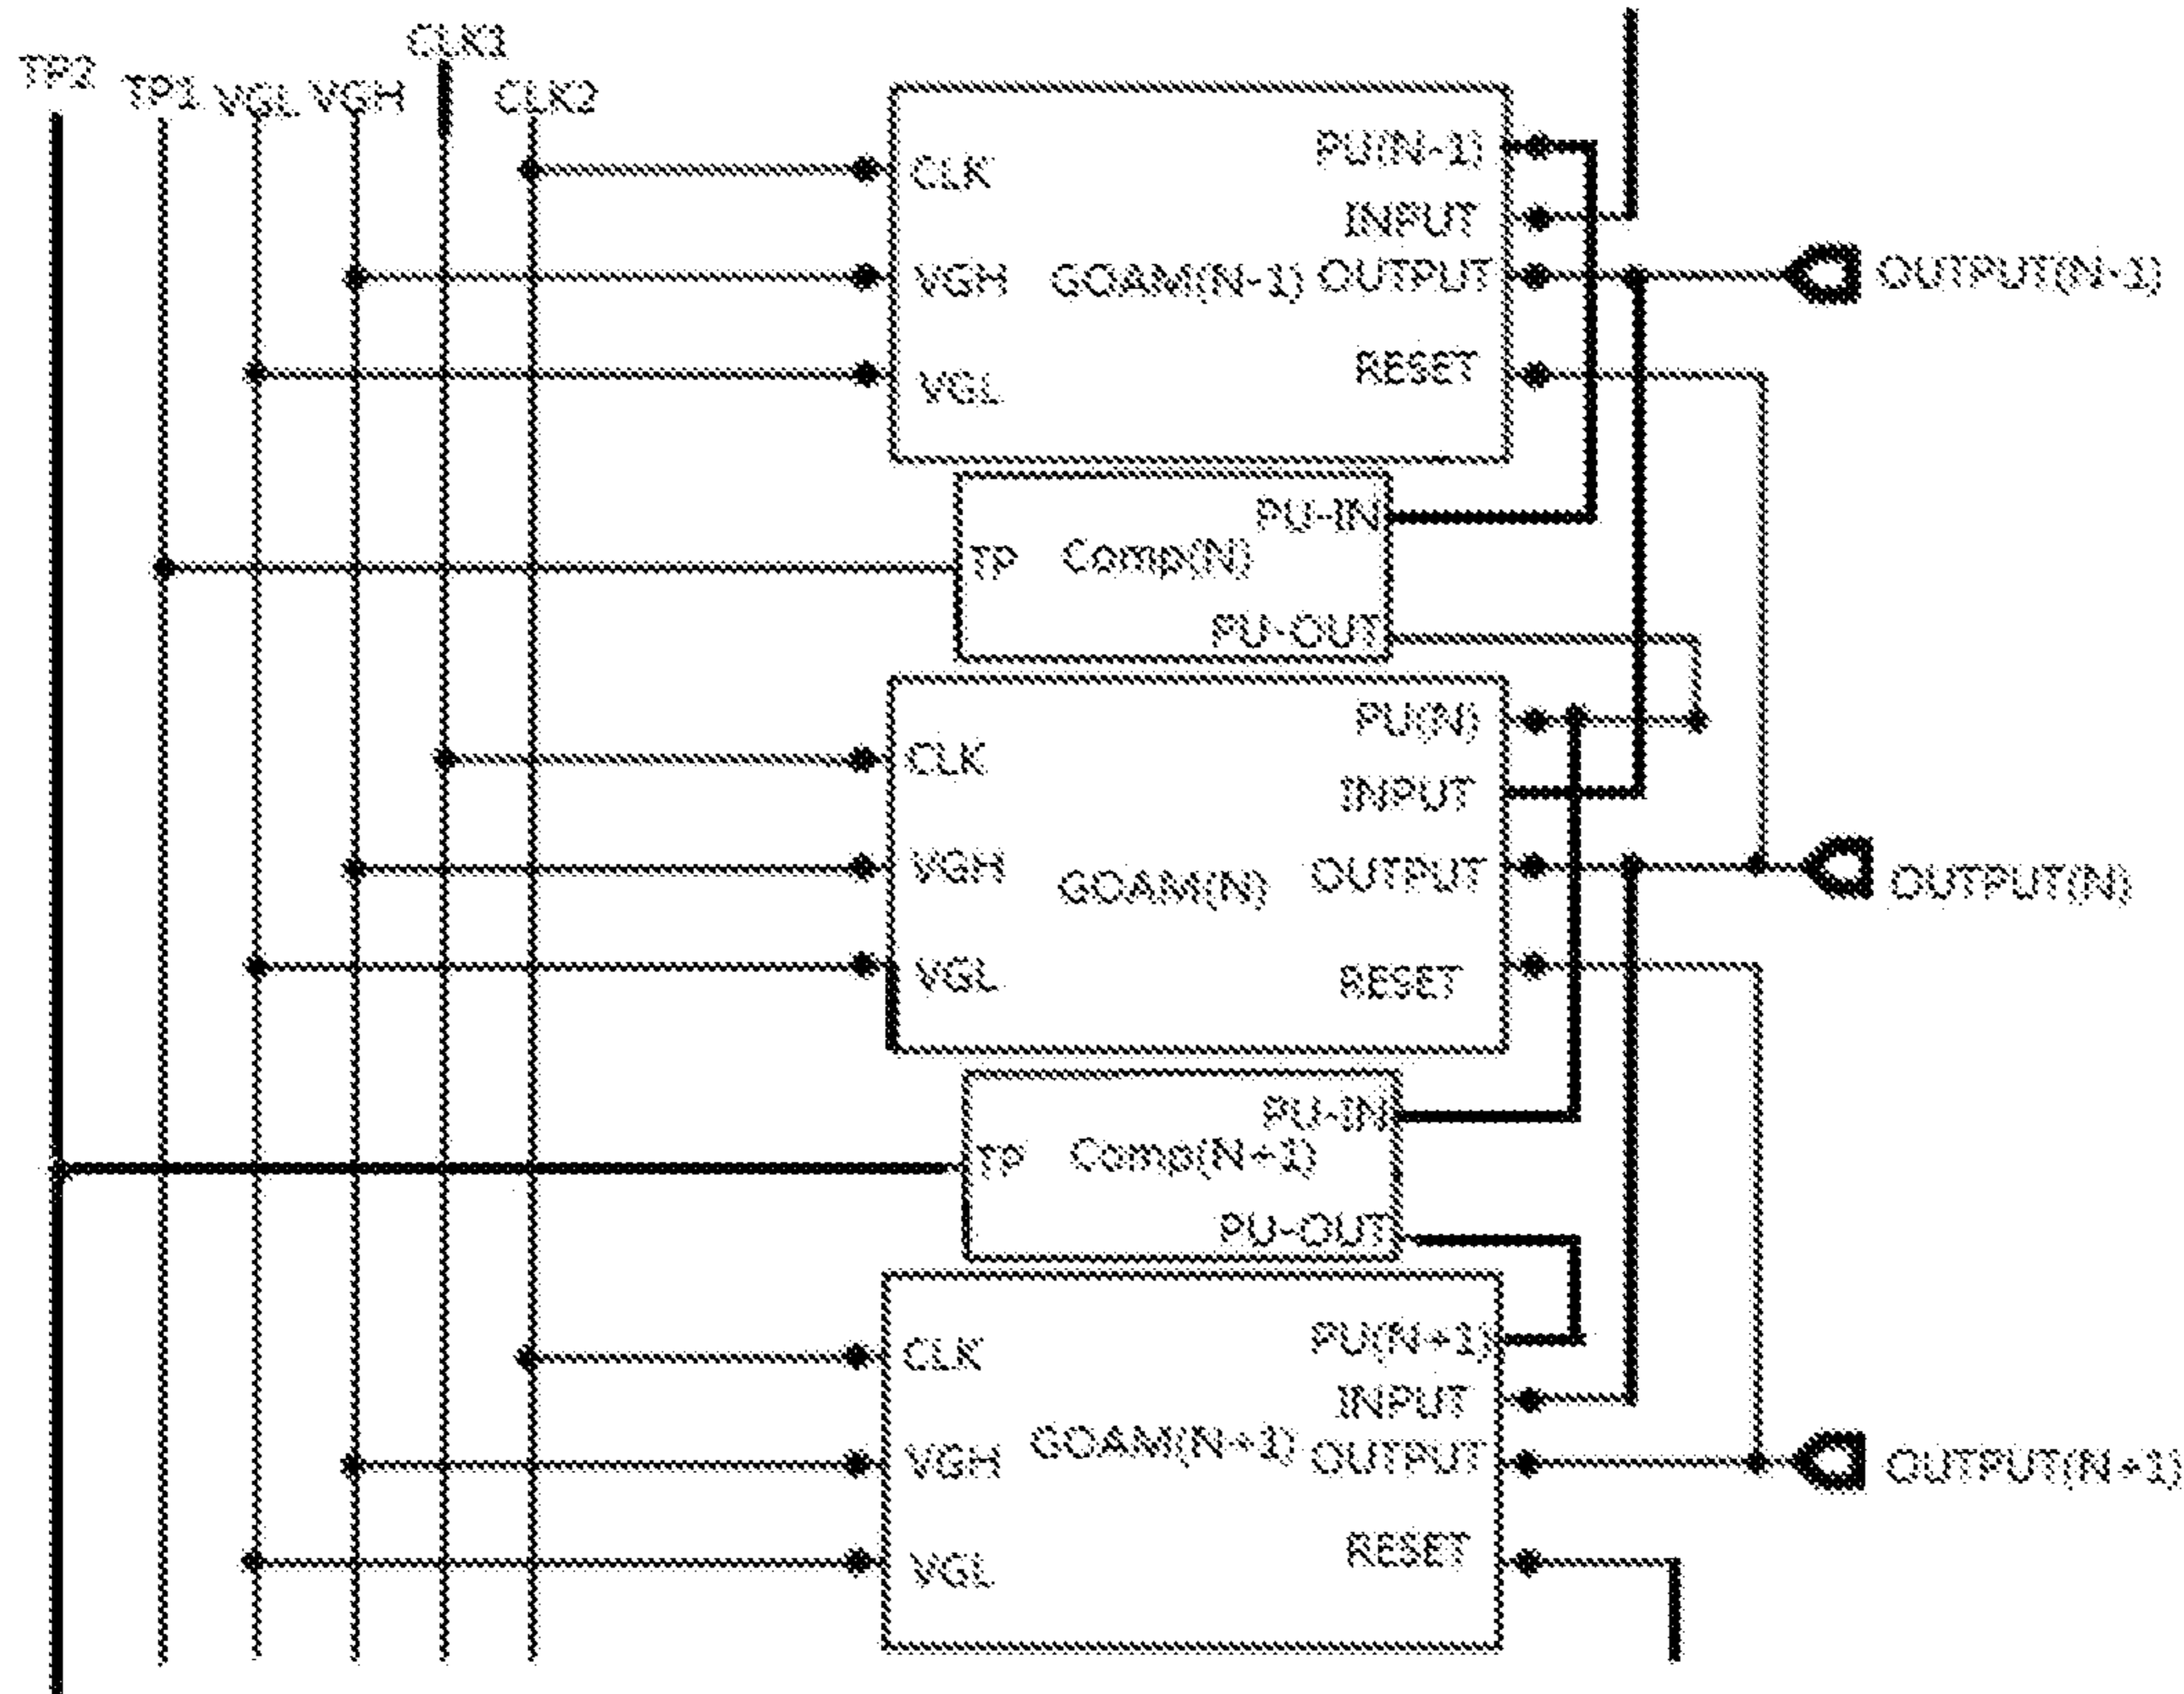 TP2 TP1 VGL VGH CLK1 CLK2
PU(N-1)
CLK
INPUT
VGH GOAM(N-1) OUTPUT OUTPUT(N-1)
RESET
VGL
PU-IN
TP Comp(N)
PU-OUT
PU(N)
CLK
INPUT
VGH GOAM(N) OUTPUT OUTPUT(N)
VGL RESET
PU-IN
TP Comp(N+1)
PU-OUT
CLK PU(N+1)
INPUT
VGH GOAM(N+1) OUTPUT OUTPUT(N+1)
RESET
VGL